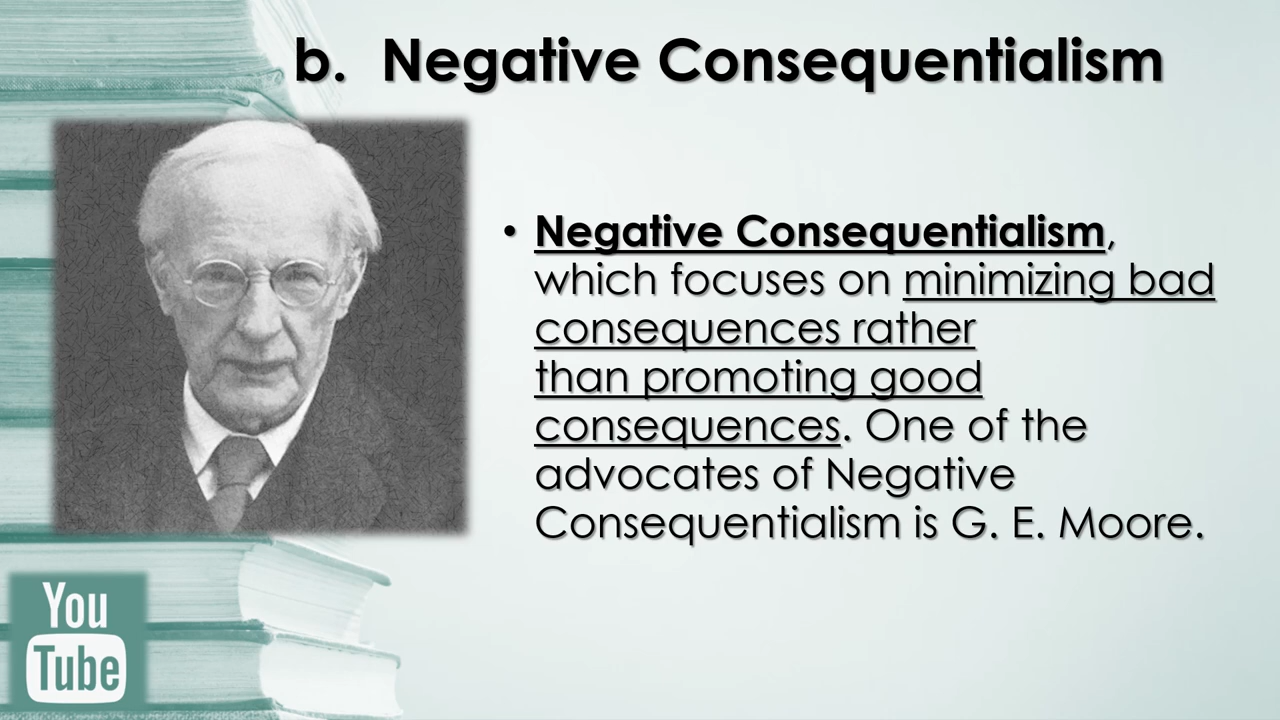 b. Negative Consequentialism
• Negative Consequentialism,
which focuses on minimizing bad
consequences rather
than promoting good
consequences. One of the
advocates of Negative
Consequentialism is G. E. Moore.
You
Tube